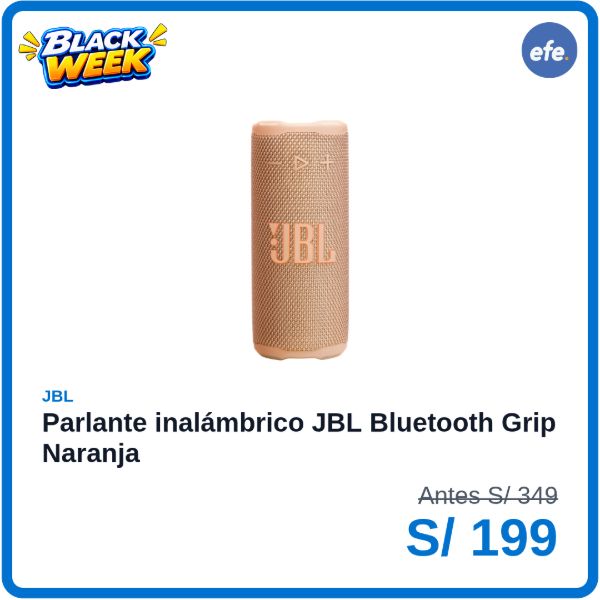 BLACK
WEEK
efe.
JBL
JBL
Parlante inalámbrico JBL Bluetooth Grip
Naranja
Antes S/ 349
S/ 199